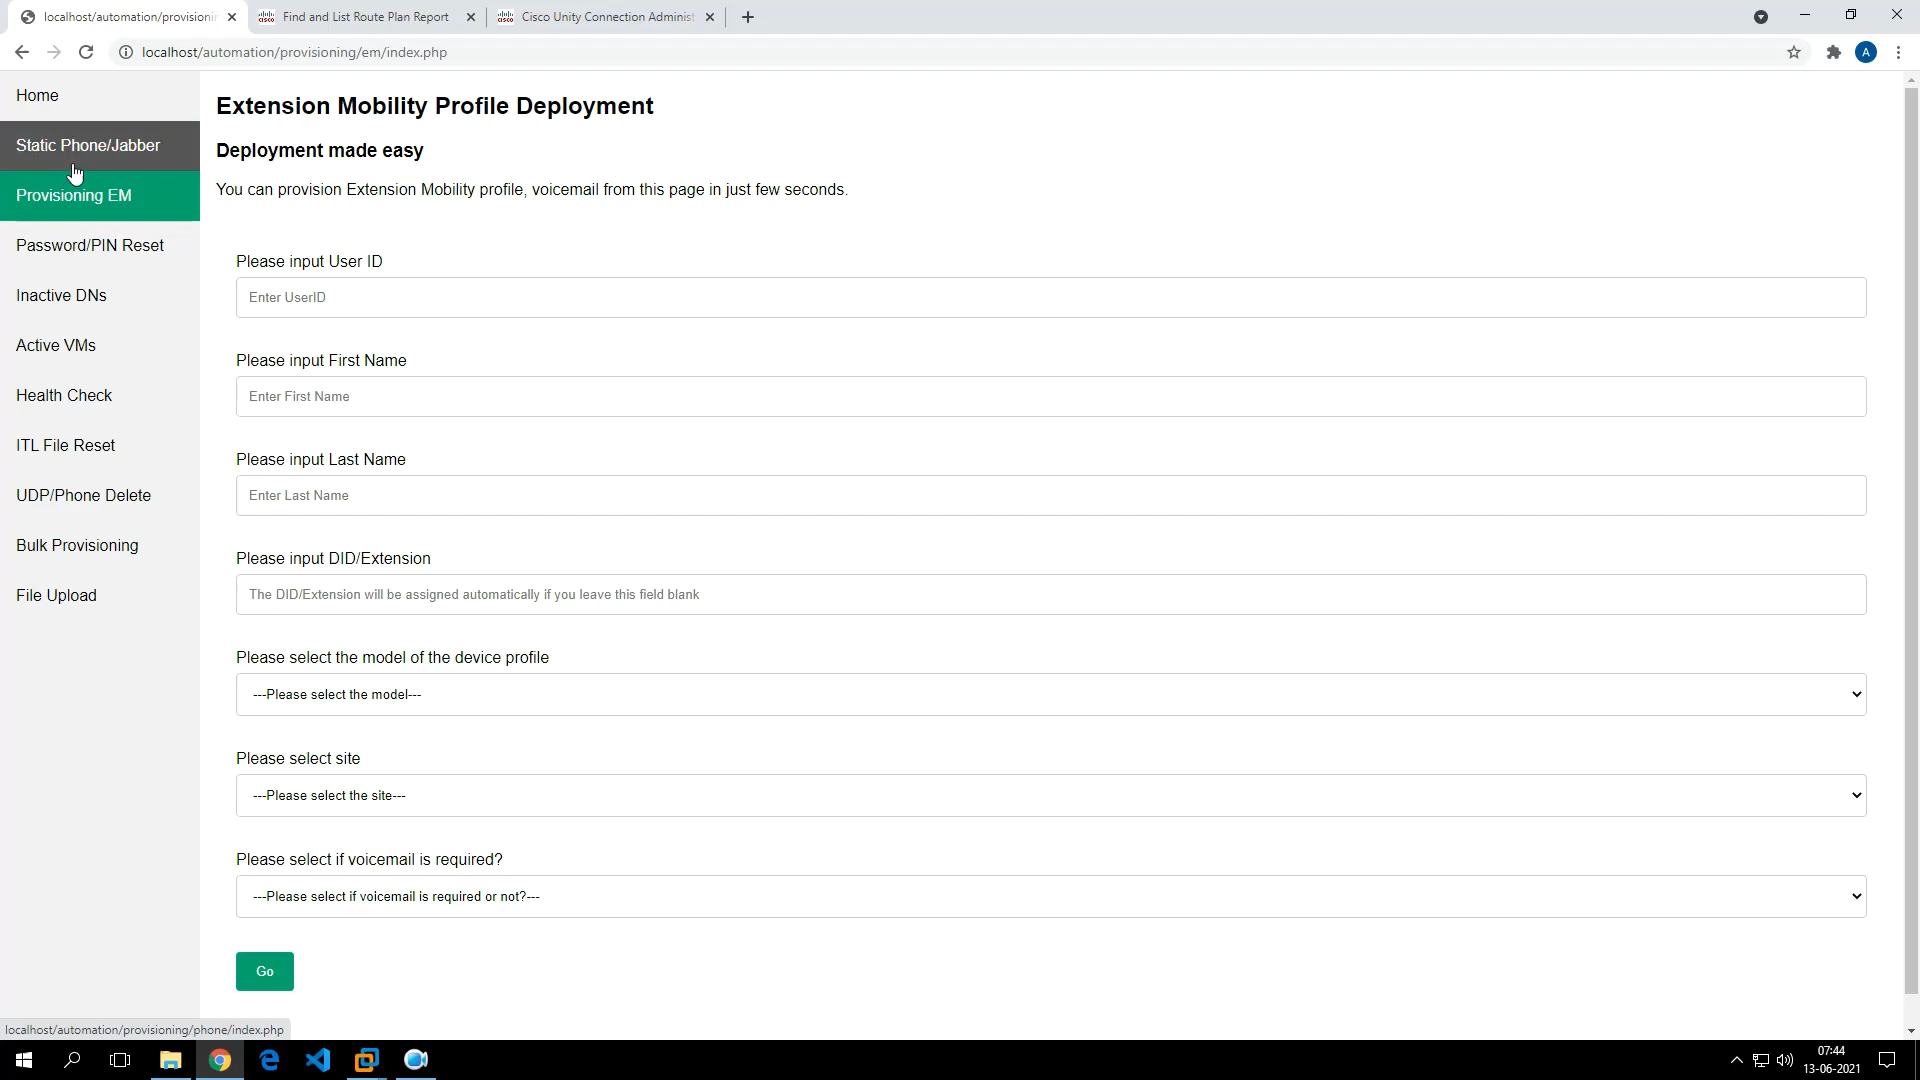 localhost/automation/provisionin
Find and List Route Plan Report
Cisco Unity Connection Administ
localhost/automation/provisioning/em/index.php
A
Home
Static Phone/Jabber
Provisioning EM
Password/PIN Reset
Inactive DNs
Active VMs
Health Check
ITL File Reset
UDP/Phone Delete
Bulk Provisioning
File Upload
Extension Mobility Profile Deployment
Deployment made easy
You can provision Extension Mobility profile, voicemail from this page in just few seconds.
Please input User ID
Enter UserID
Please input First Name
Enter First Name
Please input Last Name
Enter Last Name
Please input DID/Extension
The DID/Extension will be assigned automatically if you leave this field blank
Please select the model of the device profile
---Please select the model---
Please select site
---Please select the site---
Please select if voicemail is required?
---Please select if voicemail is required or not?---
Go
localhost/automation/provisioning/phone/index.php
07:44
13-06-2021